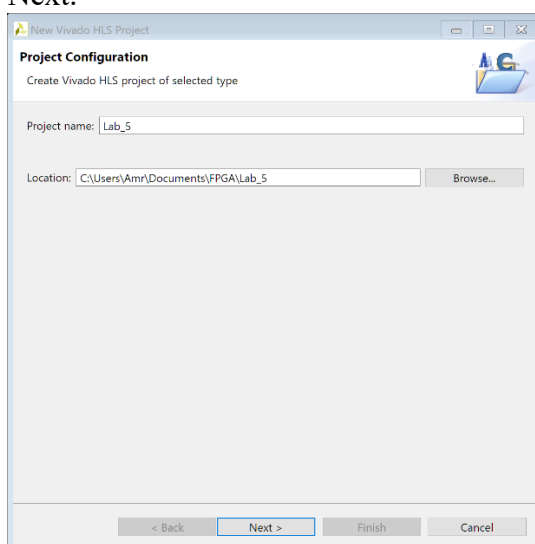 Next.
New Vivado HLS Project
Project Configuration
Create Vivado HLS project of selected type
Project name: Lab_5
Location: C:\Users\Amr\Documents\FPGA\Lab_5 Browse...
< Back Next > Finish Cancel